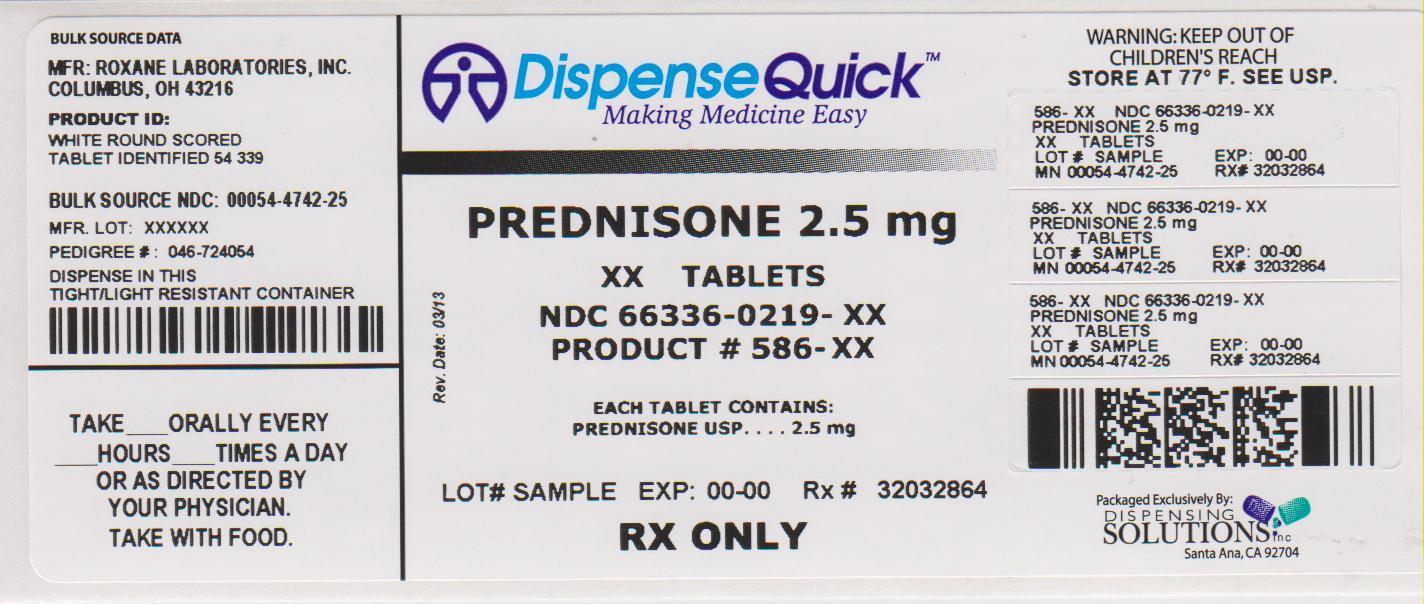 BULK SOURCE DATA
MFR: ROXANE LABORATORIES, INC.
COLUMBUS, OH 43216
PRODUCT ID:
WHITE ROUND SCORED
TABLET IDENTIFIED 54 339
BULK SOURCE NDC: 00054-4742-25
MFR. LOT: XXXXXX
PEDIGREE #: 046-724054
DISPENSE IN THIS
TIGHT/LIGHT RESISTANT CONTAINER
TAKE___ORALLY EVERY
___HOURS___TIMES A DAY
OR AS DIRECTED BY
YOUR PHYSICIAN.
TAKE WITH FOOD.
DispenseQuick™
Making Medicine Easy
PREDNISONE 2.5 mg
XX TABLETS
NDC 66336-0219- XX
PRODUCT # 586-XX
Rev. Date: 03/13
EACH TABLET CONTAINS:
PREDNISONE USP. . . . 2.5 mg
LOT# SAMPLE EXP: 00-00 Rx # 32032864
RX ONLY
WARNING: KEEP OUT OF
CHILDREN'S REACH
STORE AT 77° F. SEE USP.
586- XX NDC 66336-0219- XX
PREDNISONE 2.5 mg
XX TABLETS
LOT # SAMPLE EXP: 00-00
MN 00054-4742-25 RX# 32032864
586- XX NDC 66336-0219- XX
PREDNISONE 2.5 mg
XX TABLETS
LOT # SAMPLE EXP: 00-00
MN 00054-4742-25 RX# 32032864
586- XX NDC 66336-0219- XX
PREDNISONE 2.5 mg
XX TABLETS
LOT # SAMPLE EXP: 00-00
MN 00054-4742-25 RX# 32032864
Packaged Exclusively By:
DISPENSING
SOLUTIONS inc
Santa Ana, CA 92704